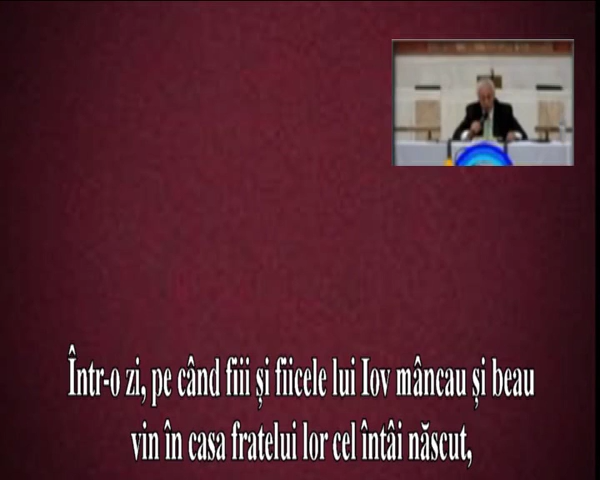 Într-o zi, pe când fiii și fiicele lui Iov mâncau și beau
vin în casa fratelui lor cel întâi născut,